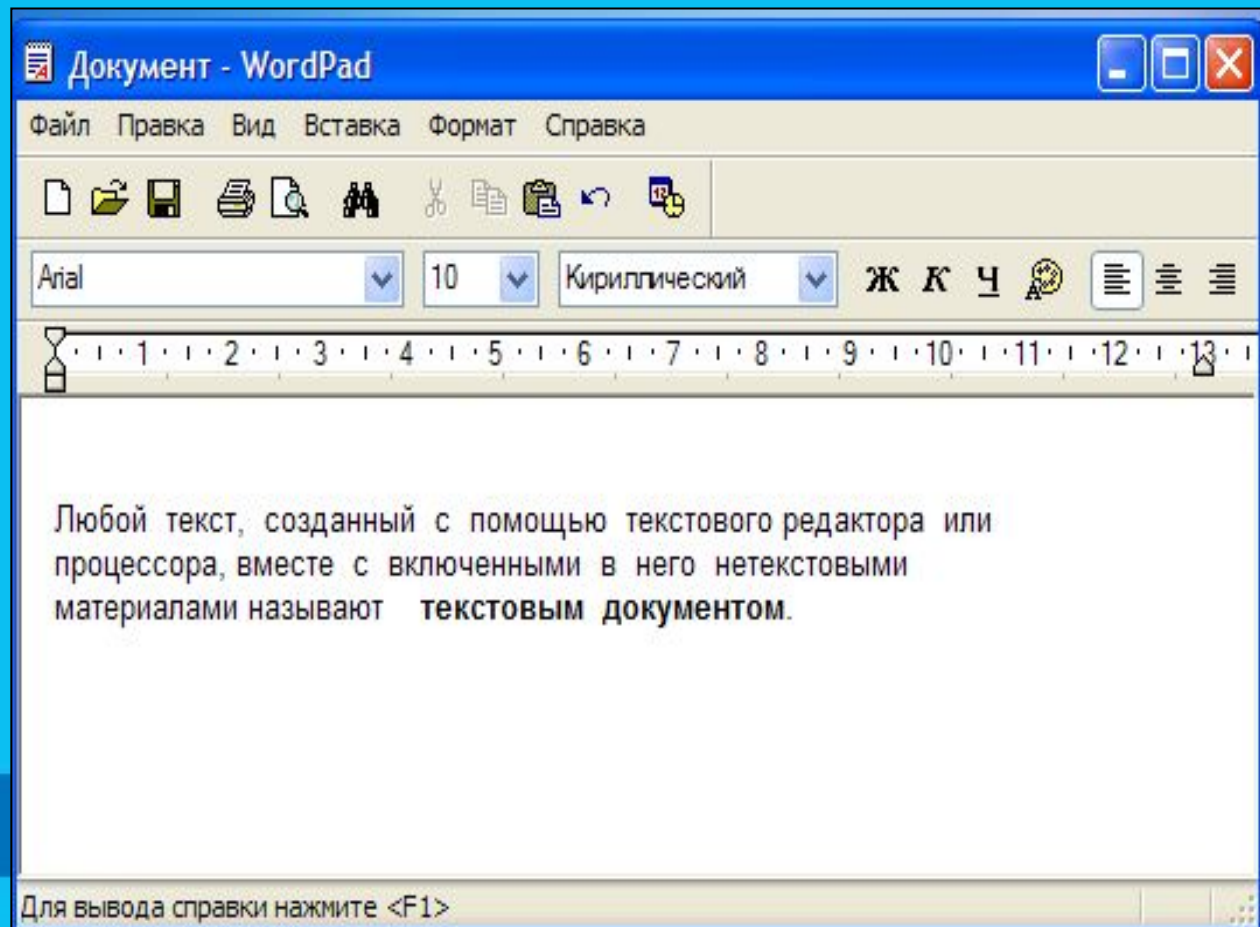 Документ - WordPad
Файл Правка Вид Вставка Формат Справка
Arial 10 Кириллический Ж К Ч
1 2 3 4 5 6 7 8 9 10 11 12 13
Любой текст, созданный с помощью текстового редактора или
процессора, вместе с включенными в него нетекстовыми
материалами называют текстовым документом.
Для вывода справки нажмите <F1>